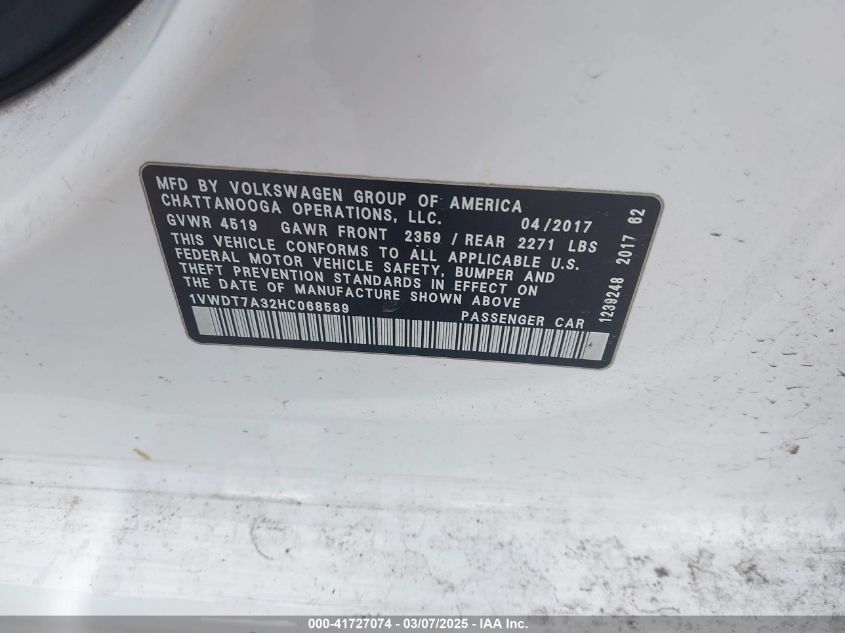 MFD BY VOLKSWAGEN GROUP OF AMERICA
CHATTANOOGA OPERATIONS, LLC. 04/2017
GVWR 4519 GAWR FRONT 2359 / REAR 2271 LBS
THIS VEHICLE CONFORMS TO ALL APPLICABLE U.S.
FEDERAL MOTOR VEHICLE SAFETY, BUMPER AND
THEFT PREVENTION STANDARDS IN EFFECT ON
THE DATE OF MANUFACTURE SHOWN ABOVE
1VWDT7A32HC068589 PASSENGER CAR
1239248 2017 62
000-41727074 — 03/07/2025 - IAA Inc.